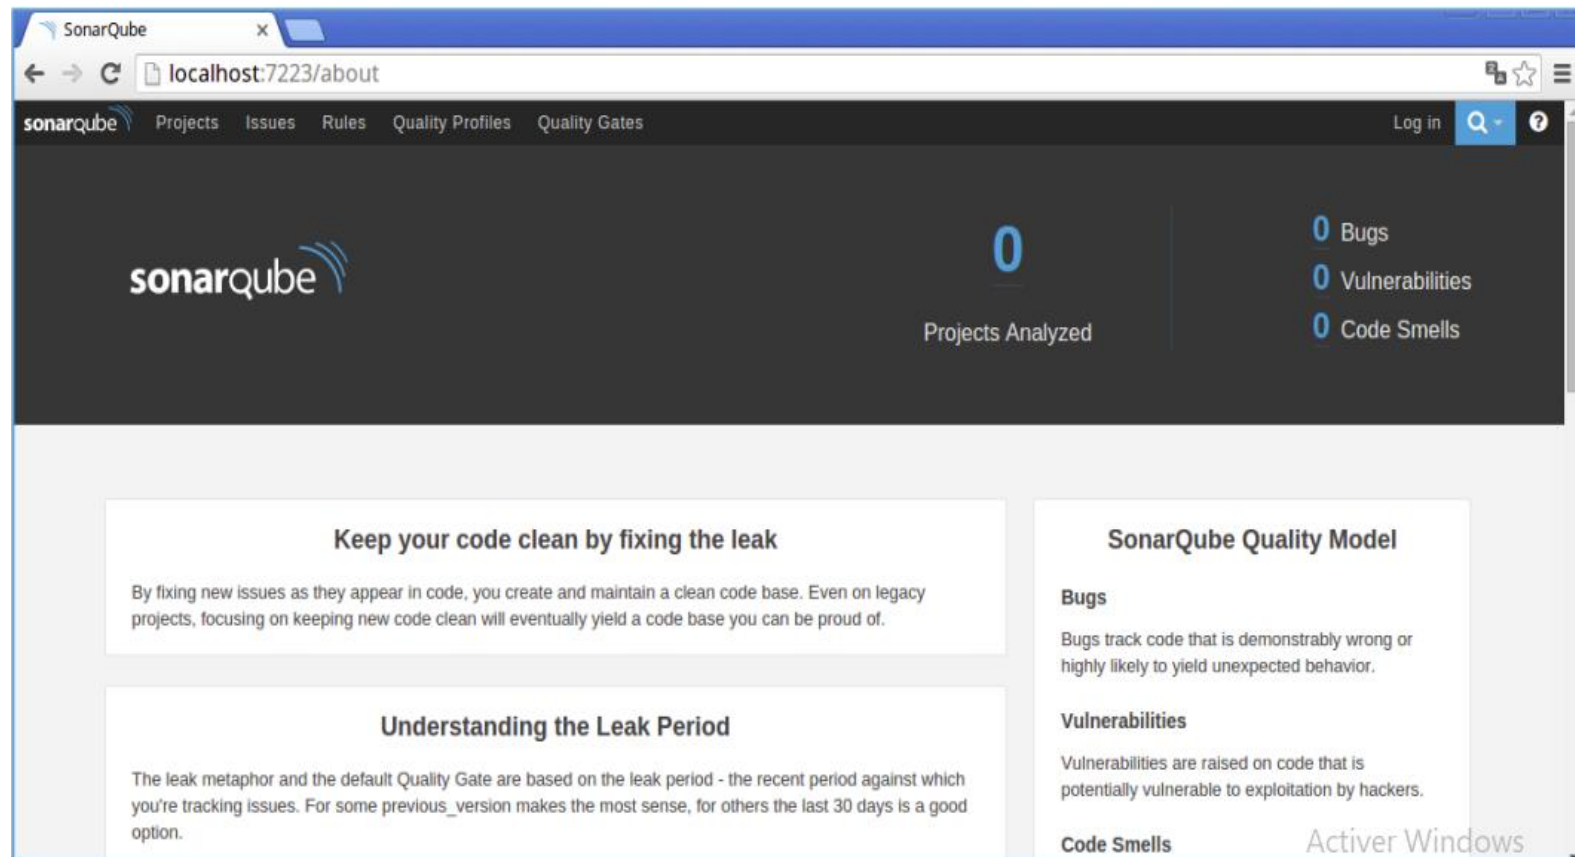 SonarQube
localhost:7223/about
sonarqube Projects Issues Rules Quality Profiles Quality Gates Log in
sonarqube
0
Projects Analyzed
0 Bugs
0 Vulnerabilities
0 Code Smells
Keep your code clean by fixing the leak
By fixing new issues as they appear in code, you create and maintain a clean code base. Even on legacy
projects, focusing on keeping new code clean will eventually yield a code base you can be proud of.
Understanding the Leak Period
The leak metaphor and the default Quality Gate are based on the leak period - the recent period against which
you're tracking issues. For some previous_version makes the most sense, for others the last 30 days is a good
option.
SonarQube Quality Model
Bugs
Bugs track code that is demonstrably wrong or
highly likely to yield unexpected behavior.
Vulnerabilities
Vulnerabilities are raised on code that is
potentially vulnerable to exploitation by hackers.
Code Smells
Activer Windows